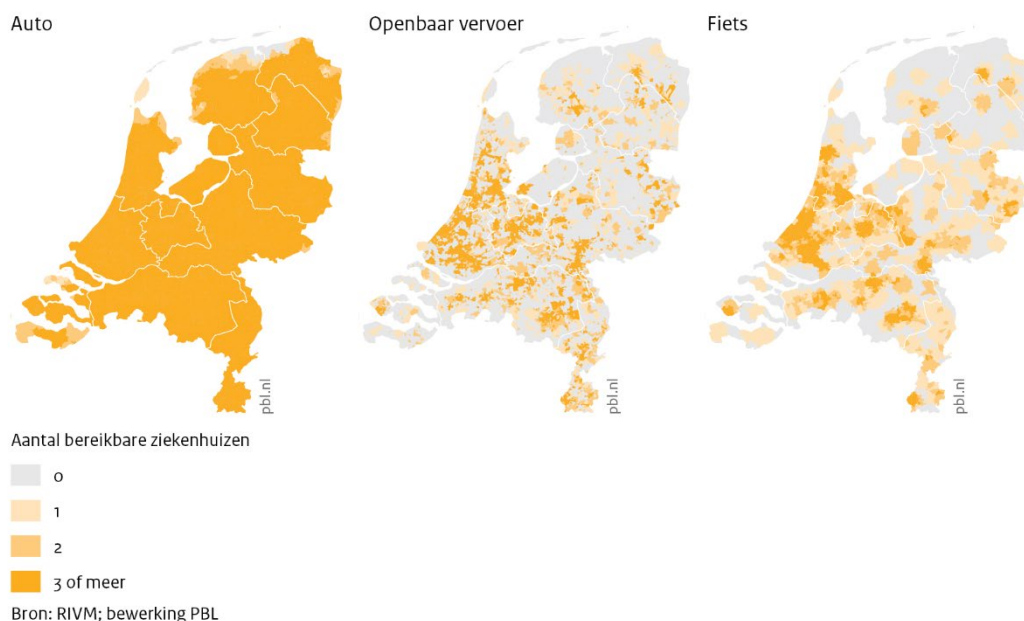 Auto
Openbaar vervoer
Fiets
pbl.nl
pbl.nl
pbl.nl
Aantal bereikbare ziekenhuizen
0
1
2
3 of meer
Bron: RIVM; bewerking PBL